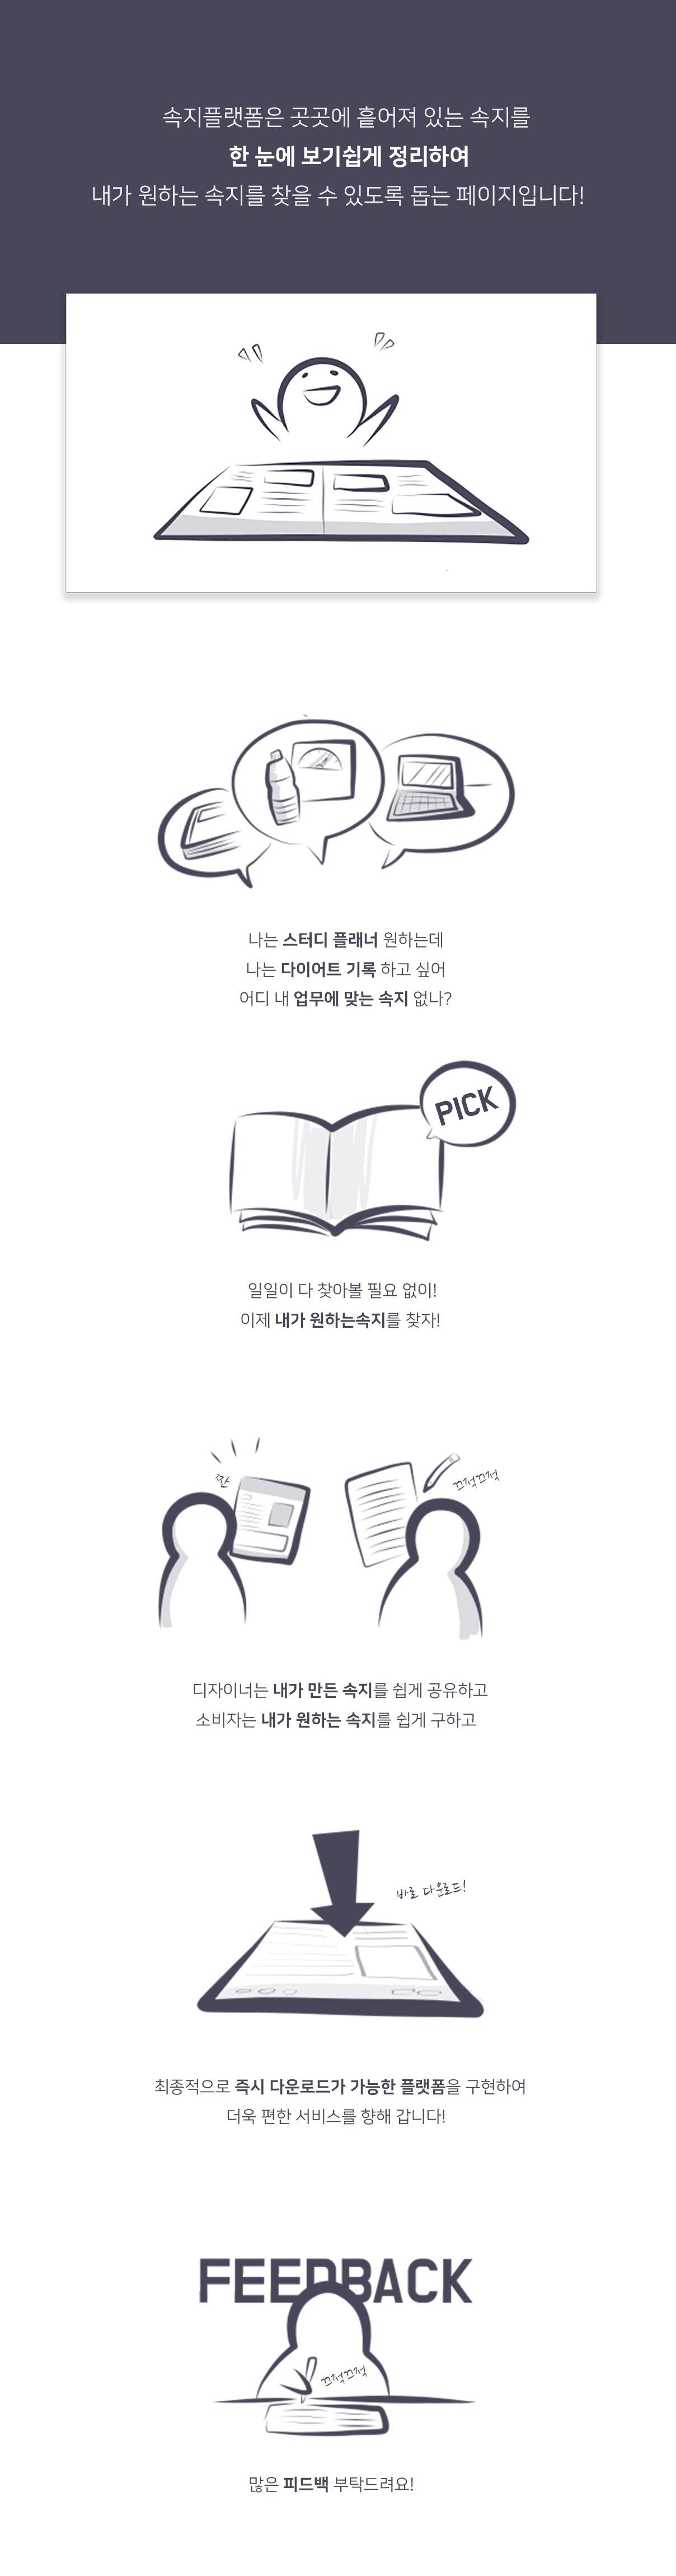 속지플랫폼은 곳곳에 흩어져 있는 속지를
한 눈에 보기쉽게 정리하여
내가 원하는 속지를 찾을 수 있도록 돕는 페이지입니다!
나는 스터디 플래너 원하는데
나는 다이어트 기록 하고 싶어
어디 내 업무에 맞는 속지 없나?
PICK
일일이 다 찾아볼 필요 없이!
이제 내가 원하는속지를 찾자!
짠
끄적끄적
디자이너는 내가 만든 속지를 쉽게 공유하고
소비자는 내가 원하는 속지를 쉽게 구하고
바로 다운로드!
최종적으로 즉시 다운로드가 가능한 플랫폼을 구현하여
더욱 편한 서비스를 향해 갑니다!
FEEDBACK
끄적끄적
많은 피드백 부탁드려요!